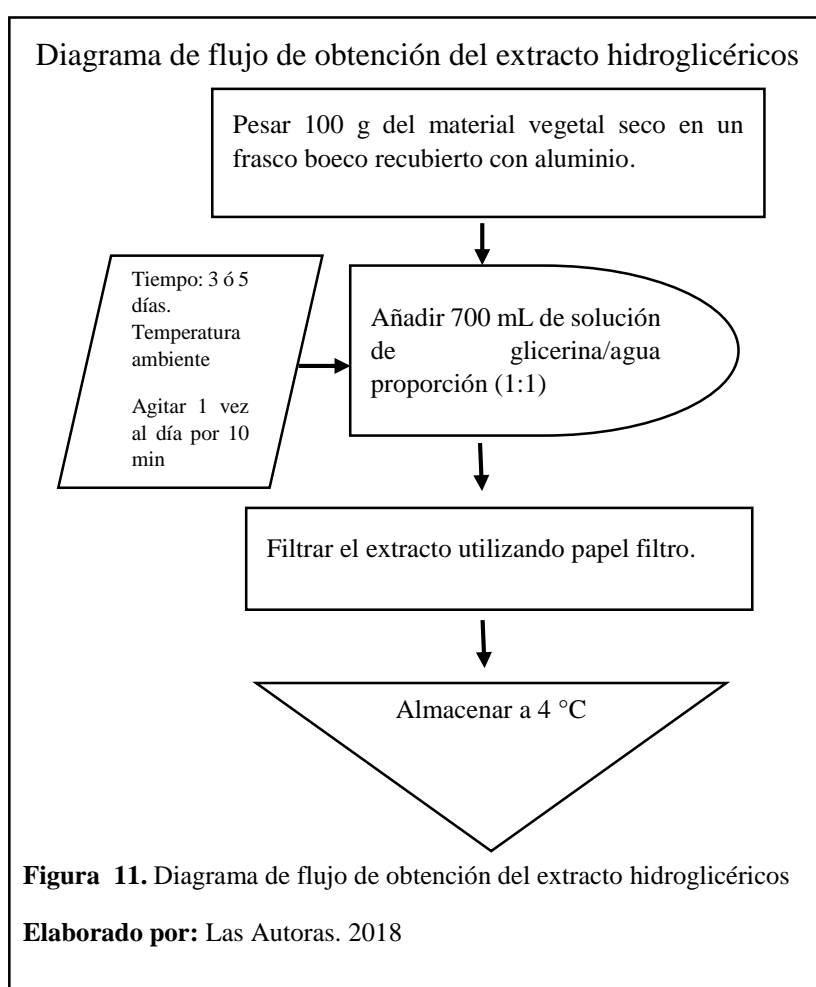 Diagrama de flujo de obtención del extracto hidroglicéricos
Pesar 100 g del material vegetal seco en un
frasco boeco recubierto con aluminio.
Tiempo: 3 ó 5
días.
Temperatura
ambiente
Agitar 1 vez
al día por 10
min
Añadir 700 mL de solución
de glicerina/agua
proporción (1:1)
Filtrar el extracto utilizando papel filtro.
Almacenar a 4 °C
Figura 11. Diagrama de flujo de obtención del extracto hidroglicéricos
Elaborado por: Las Autoras. 2018